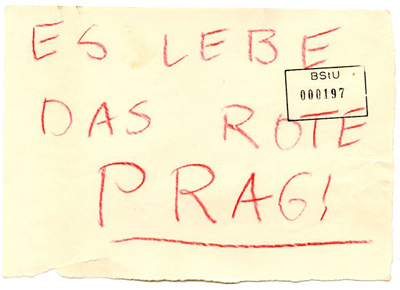 ES LEBE
BStU
000197
DAS ROTE
PRAG!